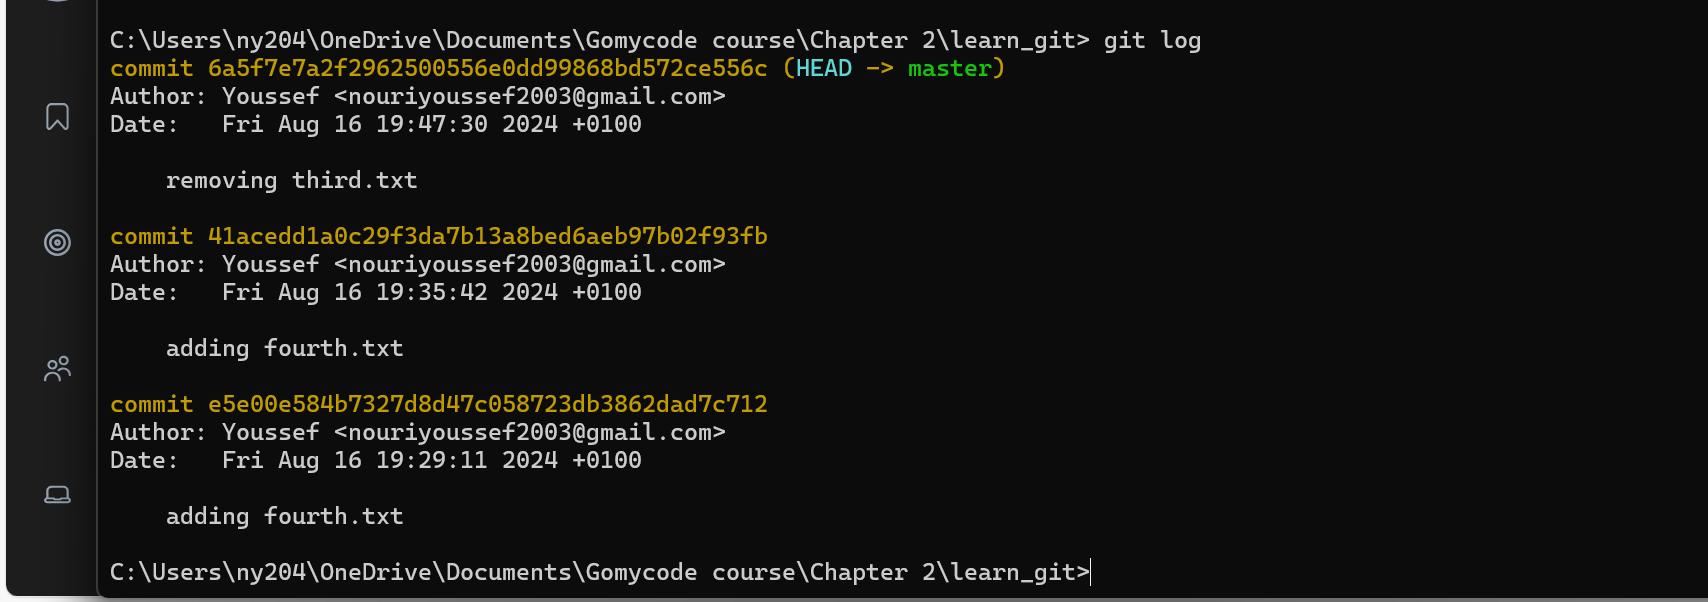 C:\Users\ny204\OneDrive\Documents\Gomycode course\Chapter 2\learn_git> git log
commit 6a5f7e7a2f2962500556e0dd99868bd572ce556c (HEAD -> master)
Author: Youssef <nouriyoussef2003@gmail.com>
Date:   Fri Aug 16 19:47:30 2024 +0100
    removing third.txt
commit 41acedd1a0c29f3da7b13a8bed6aeb97b02f93fb
Author: Youssef <nouriyoussef2003@gmail.com>
Date:   Fri Aug 16 19:35:42 2024 +0100
    adding fourth.txt
commit e5e00e584b7327d8d47c058723db3862dad7c712
Author: Youssef <nouriyoussef2003@gmail.com>
Date:   Fri Aug 16 19:29:11 2024 +0100
    adding fourth.txt
C:\Users\ny204\OneDrive\Documents\Gomycode course\Chapter 2\learn_git>